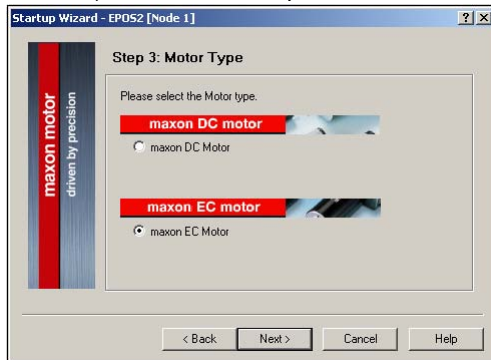 Startup Wizard - EPOS2 [Node 1]
Step 3: Motor Type
maxon motor
driven by precision
Please select the Motor type.
maxon DC motor
maxon DC Motor
maxon EC motor
maxon EC Motor
< Back
Next >
Cancel
Help